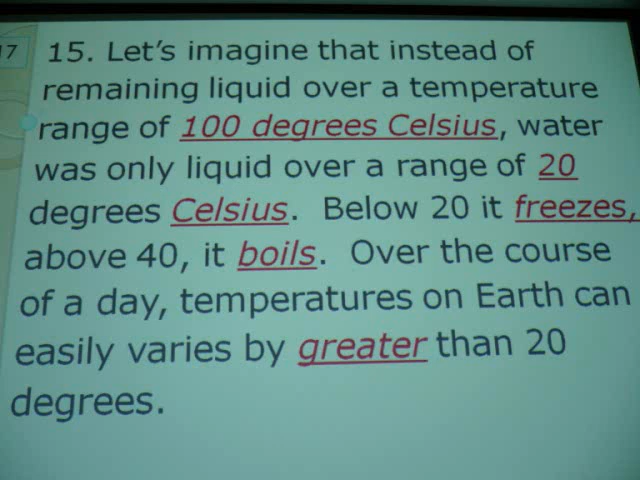 17
15. Let's imagine that instead of
remaining liquid over a temperature
range of 100 degrees Celsius, water
was only liquid over a range of 20
degrees Celsius. Below 20 it freezes,
above 40, it boils. Over the course
of a day, temperatures on Earth can
easily varies by greater than 20
degrees.